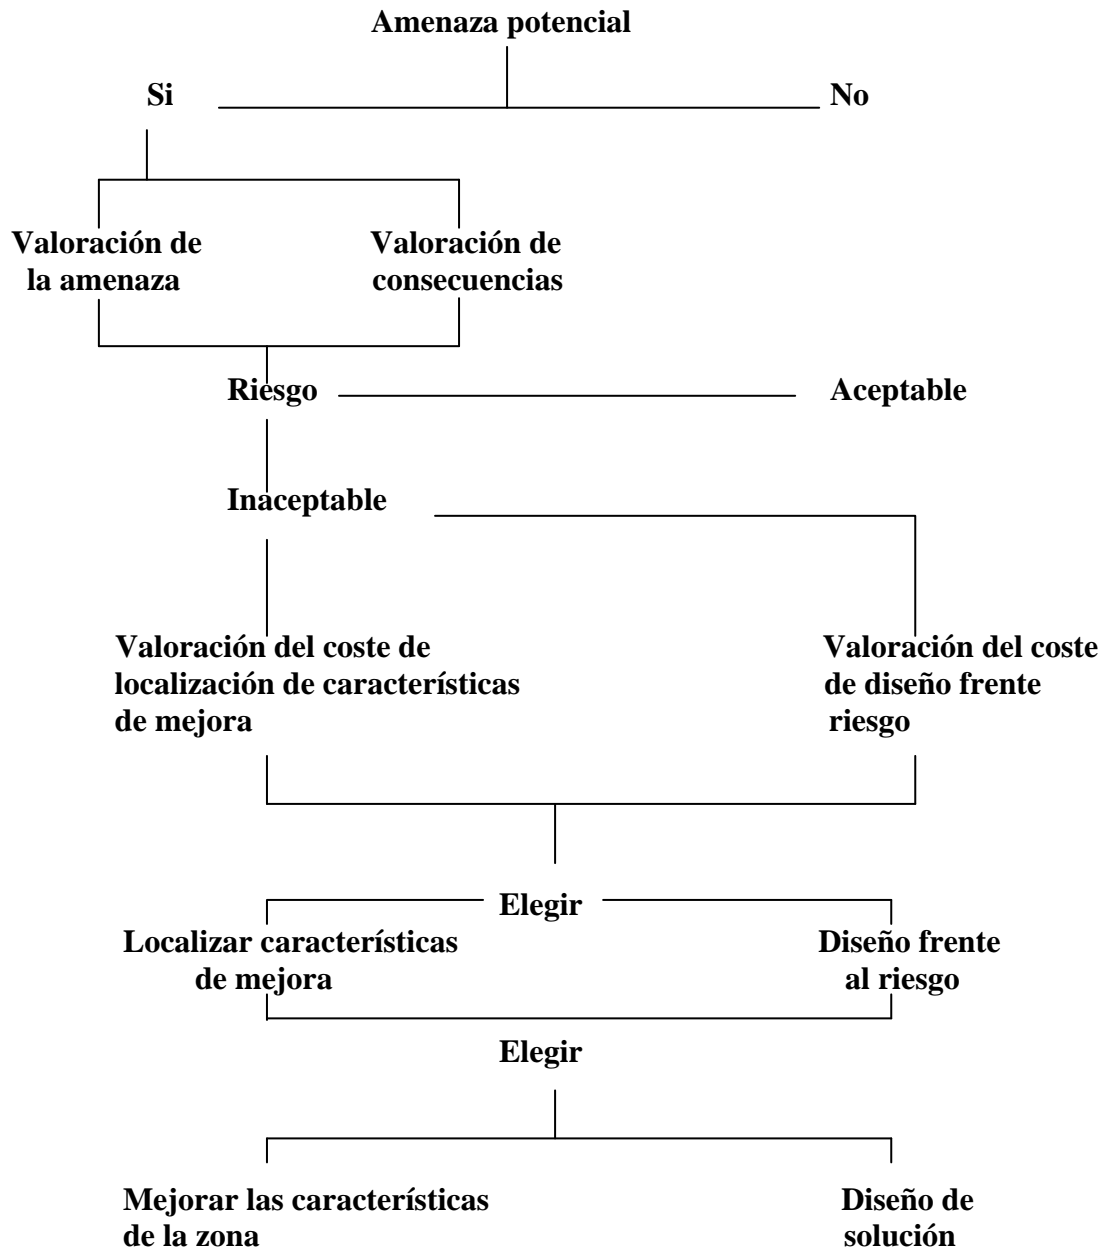 Amenaza potencial
Si
No
Valoración de
la amenaza
Valoración de
consecuencias
Riesgo
Aceptable
Inaceptable
Valoración del coste de
localización de características
de mejora
Valoración del coste
de diseño frente
riesgo
Elegir
Localizar características
de mejora
Diseño frente
al riesgo
Elegir
Mejorar las características
de la zona
Diseño de
solución